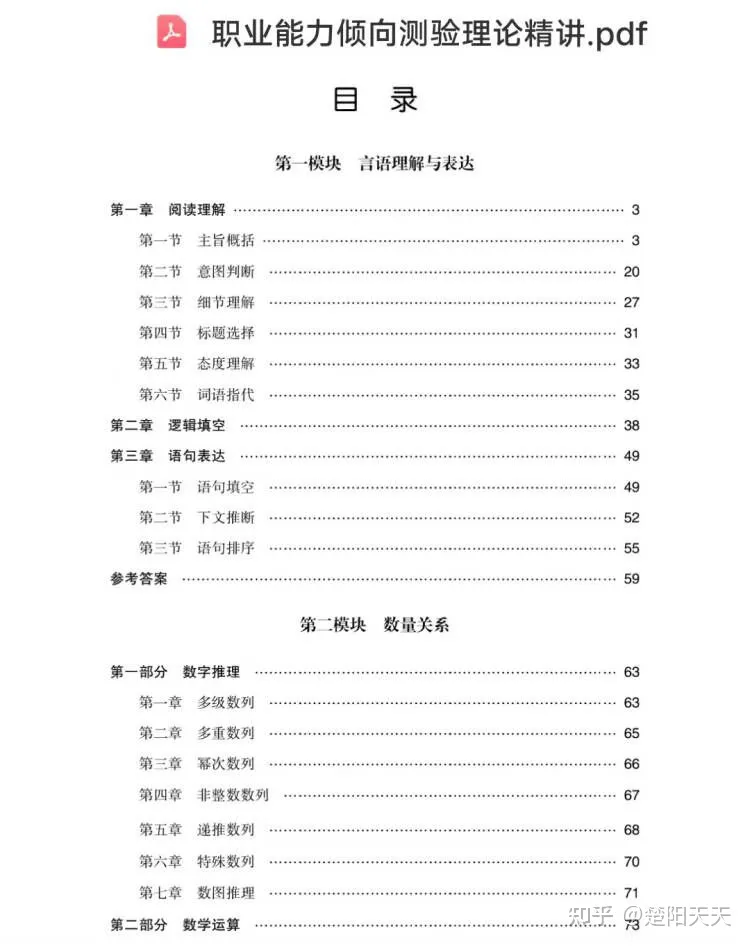 职业能力倾向测验理论精讲.pdf
目 录
第一模块 言语理解与表达
第一章 阅读理解 …… 3
第一节 主旨概括 …… 3
第二节 意图判断 …… 20
第三节 细节理解 …… 27
第四节 标题选择 …… 31
第五节 态度理解 …… 33
第六节 词语指代 …… 35
第二章 逻辑填空 …… 38
第三章 语句表达 …… 49
第一节 语句填空 …… 49
第二节 下文推断 …… 52
第三节 语句排序 …… 55
参考答案 …… 59
第二模块 数量关系
第一部分 数字推理 …… 63
第一章 多级数列 …… 63
第二章 多重数列 …… 65
第三章 幂次数列 …… 66
第四章 非整数数列 …… 67
第五章 递推数列 …… 68
第六章 特殊数列 …… 70
第七章 数图推理 …… 71
第二部分 数学运算 …… 73
知乎 @楚阳天天